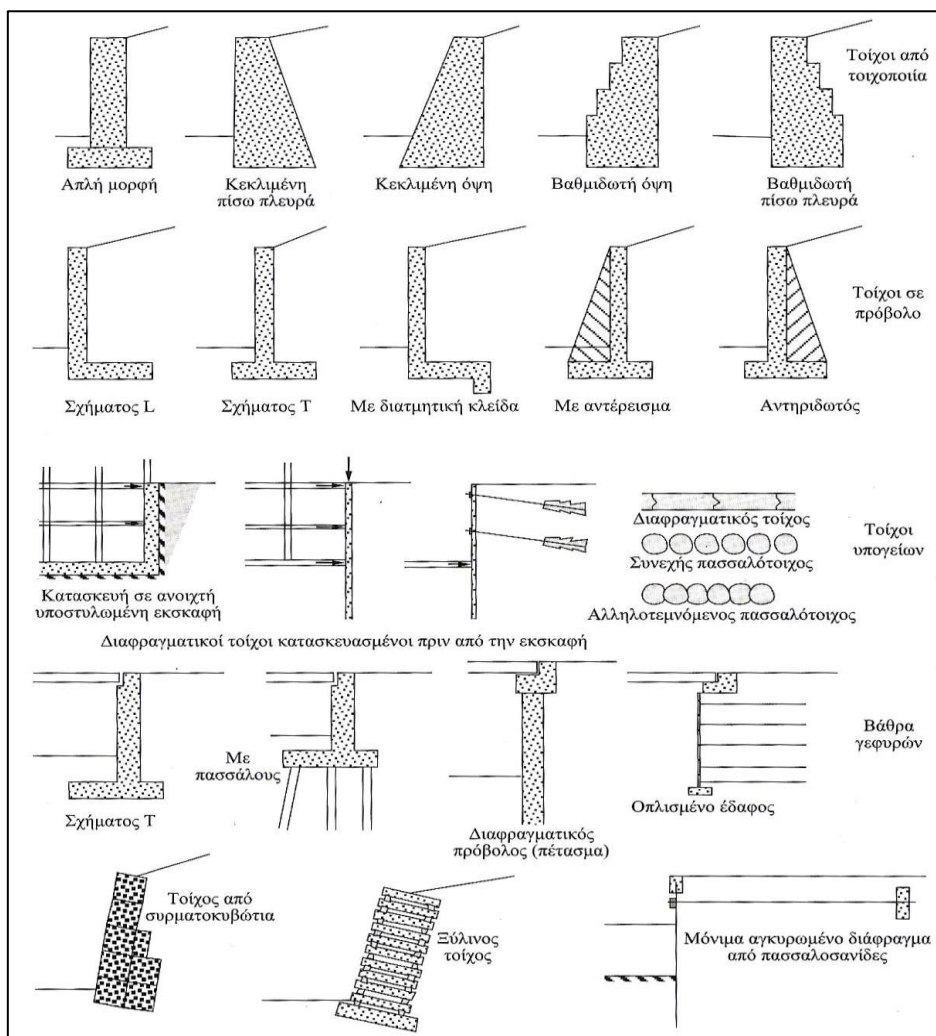 Τοίχοι από
τοιχοποιία
Απλή μορφή
Κεκλιμένη
πίσω πλευρά
Κεκλιμένη όψη
Βαθμιδωτή όψη
Βαθμιδωτή
πίσω πλευρά
Τοίχοι σε
πρόβολο
Σχήματος L
Σχήματος Τ
Με διατμητική κλείδα
Με αντέρεισμα
Αντηριδωτός
Διαφραγματικός τοίχος
Συνεχής πασσαλότοιχος
Αλληλοτεμνόμενος πασσαλότοιχος
Τοίχοι
υπογείων
Κατασκευή σε ανοιχτή
υποστυλωμένη εκσκαφή
Διαφραγματικοί τοίχοι κατασκευασμένοι πριν από την εκσκαφή
Βάθρα
γεφυρών
Σχήματος Τ
Με
πασσάλους
Διαφραγματικός
πρόβολος (πέτασμα)
Οπλισμένο έδαφος
Τοίχος από
συρματοκυβώτια
Ξύλινος
τοίχος
Μόνιμα αγκυρωμένο διάφραγμα
από πασσαλοσανίδες